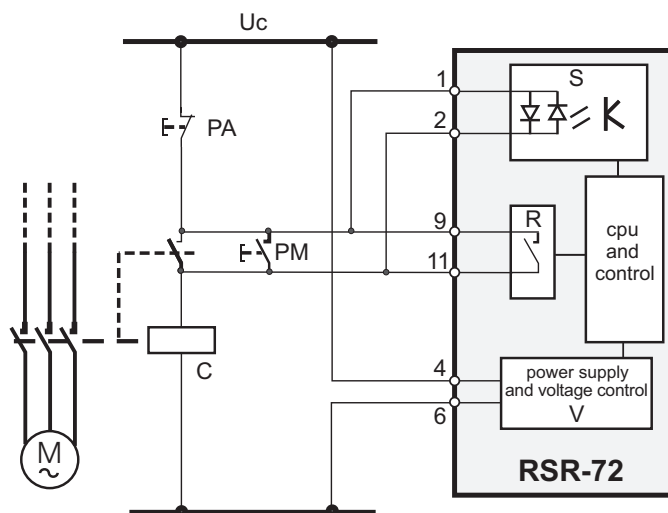 Uc
1
S
2
PA
9
R
cpu
and
control
PM
11
C
4
power supply
and voltage control
6
V
M
RSR-72